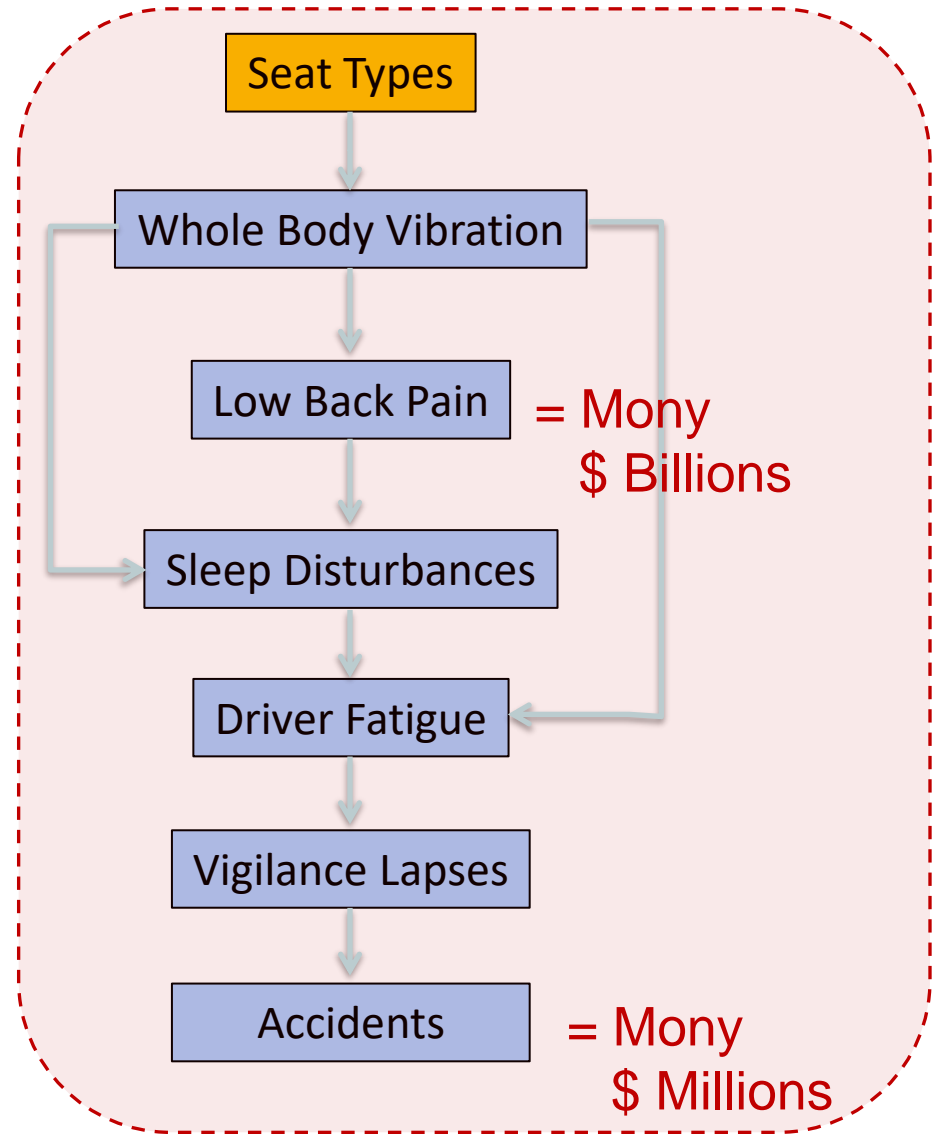 Seat Types
Whole Body Vibration
Low Back Pain
= Mony
$ Billions
Sleep Disturbances
Driver Fatigue
Vigilance Lapses
Accidents
= Mony
$ Millions